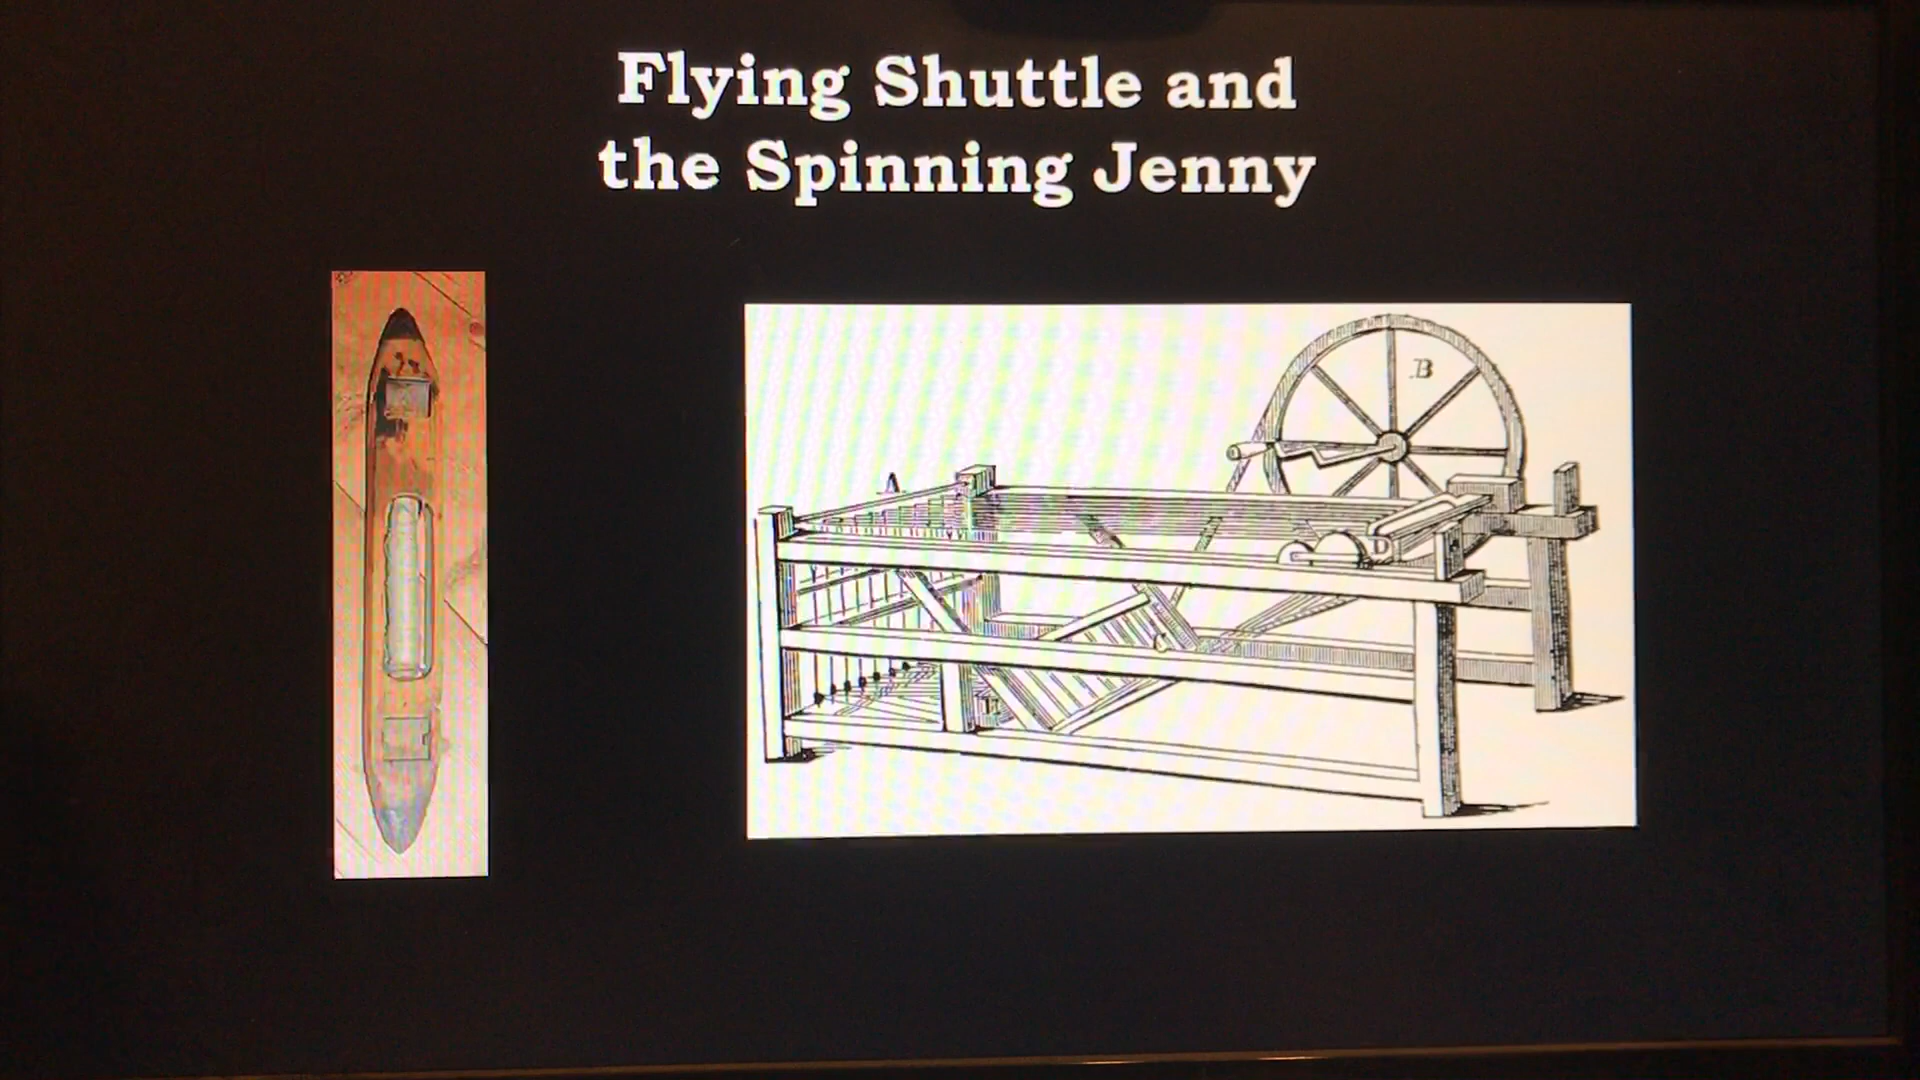 Flying Shuttle and
the Spinning Jenny
B
A
D